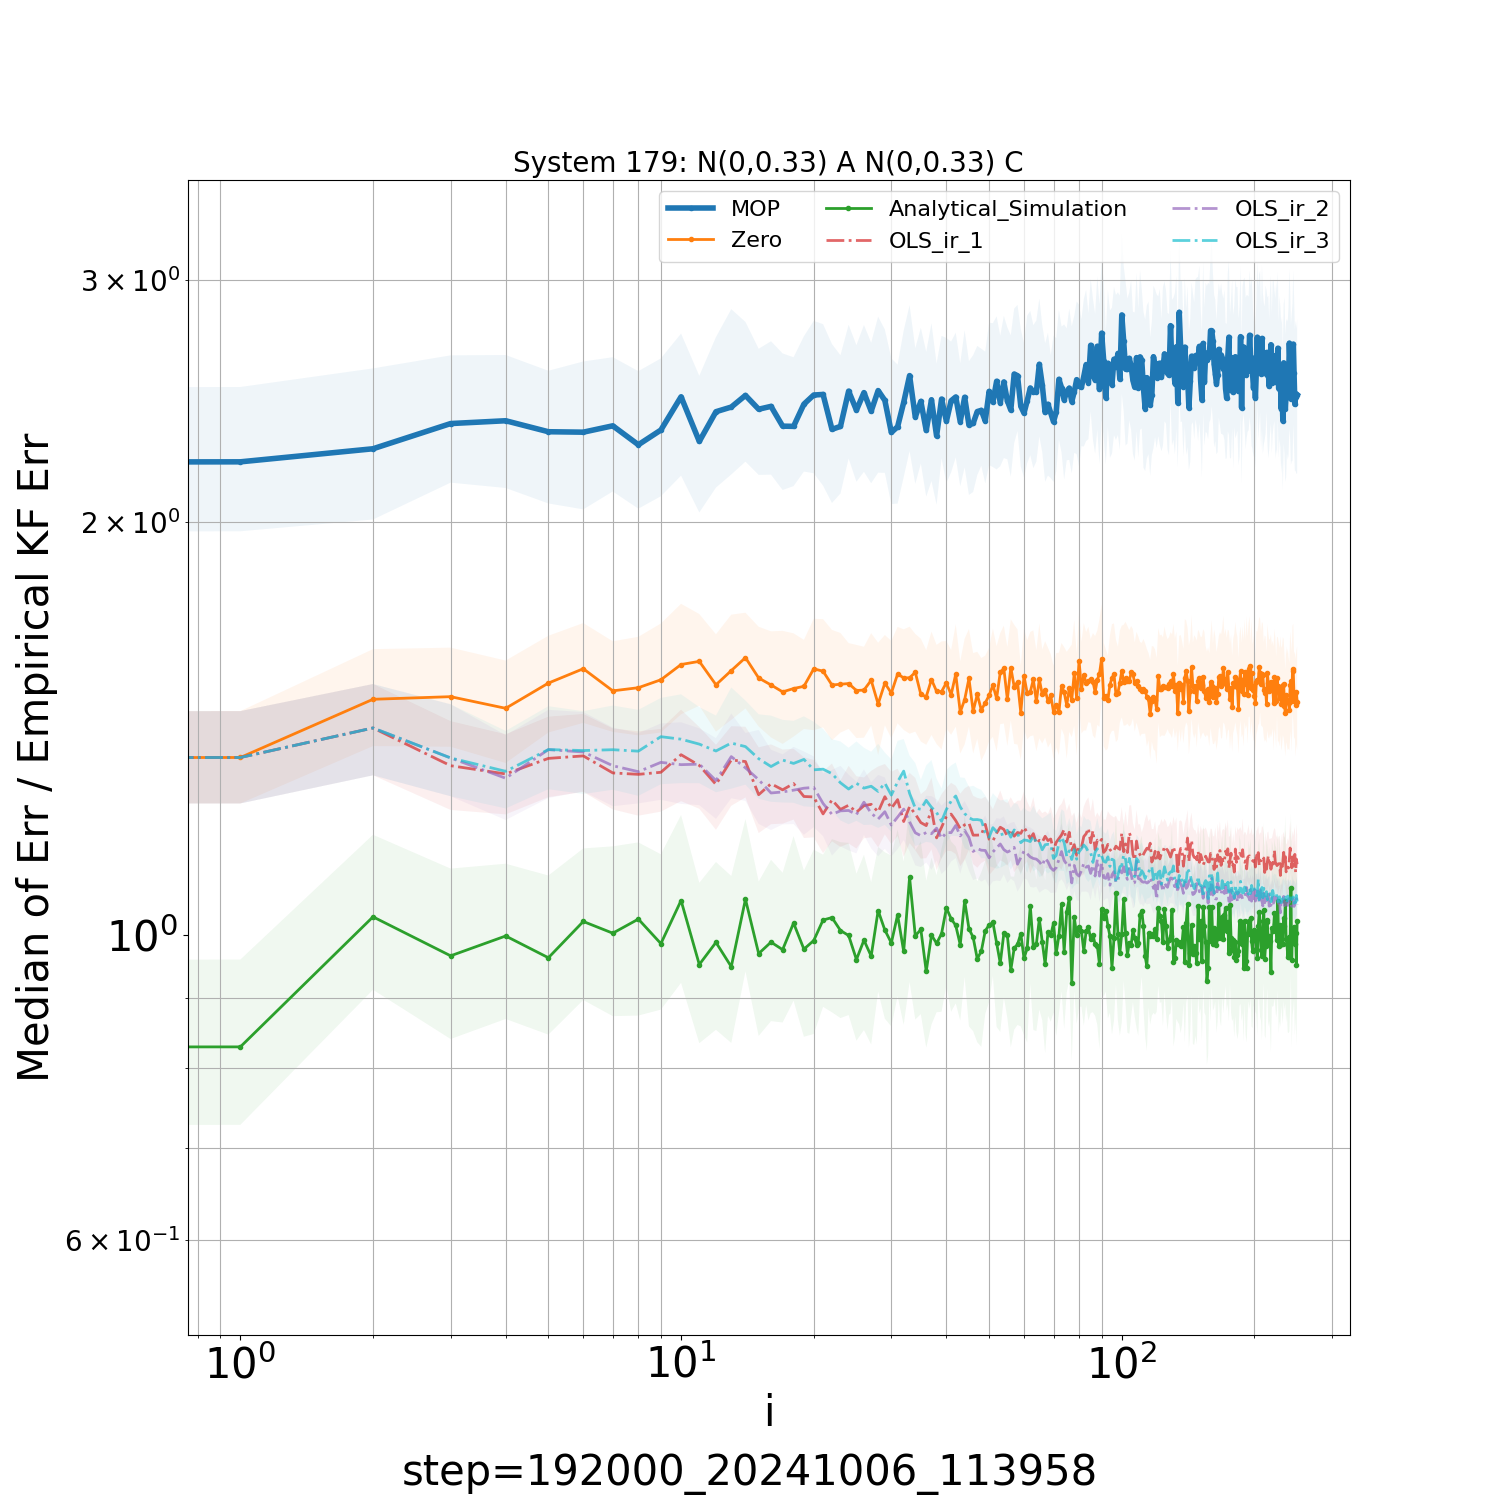 System 179: N(0,0.33) A N(0,0.33) C
MOP
Zero
Analytical_Simulation
OLS_ir_1
OLS_ir_2
OLS_ir_3
3 × 10⁰
2 × 10⁰
10⁰
6 × 10⁻¹
Median of Err / Empirical KF Err
10⁰ 10¹ 10²
i
step=192000_20241006_113958